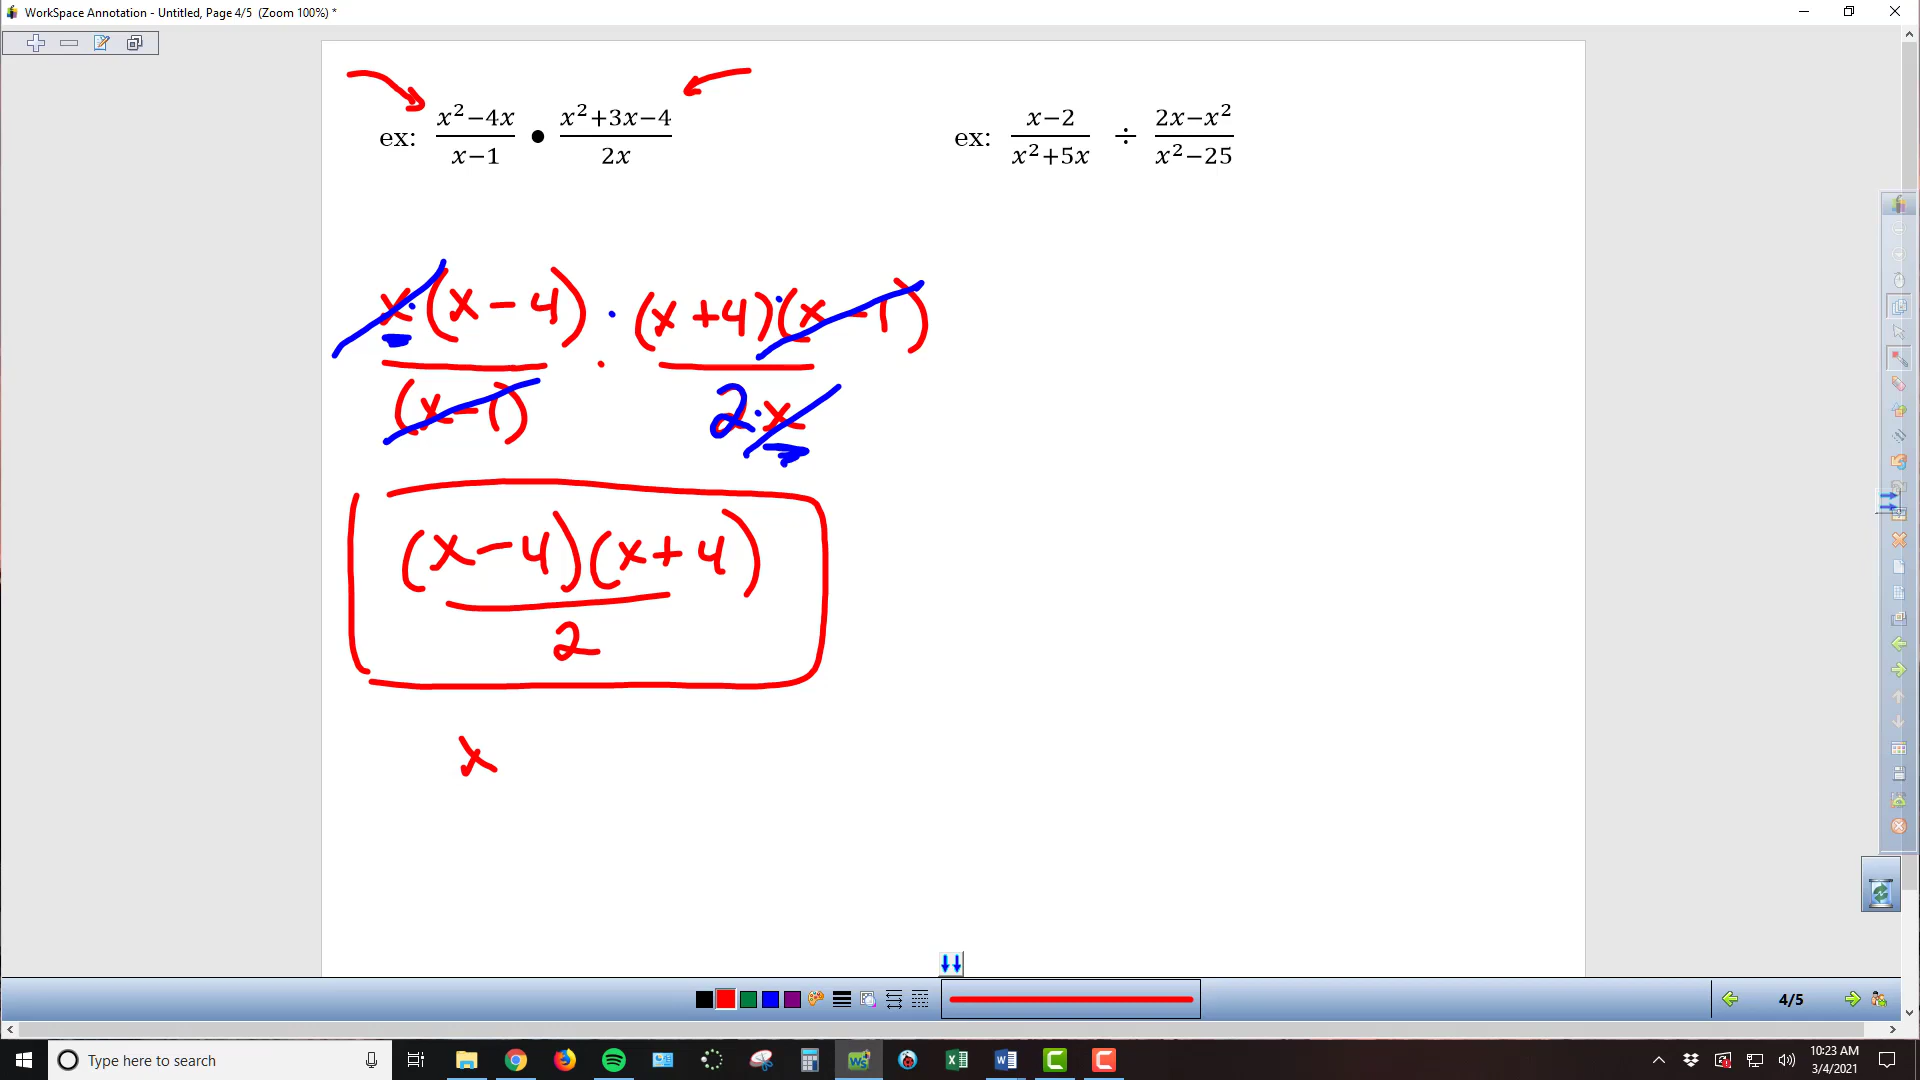 WorkSpace Annotation - Untitled, Page 4/5 (Zoom 100%) *
ex: x²−4x / x−1 • x²+3x−4 / 2x
ex: x−2 / x²+5x ÷ 2x−x² / x²−25
x·(x−4) · (x+4)·(x−1)
(x−1) · 2·x
(x−4)(x+4)
2
x
4/5
Type here to search
10:23 AM
3/4/2021